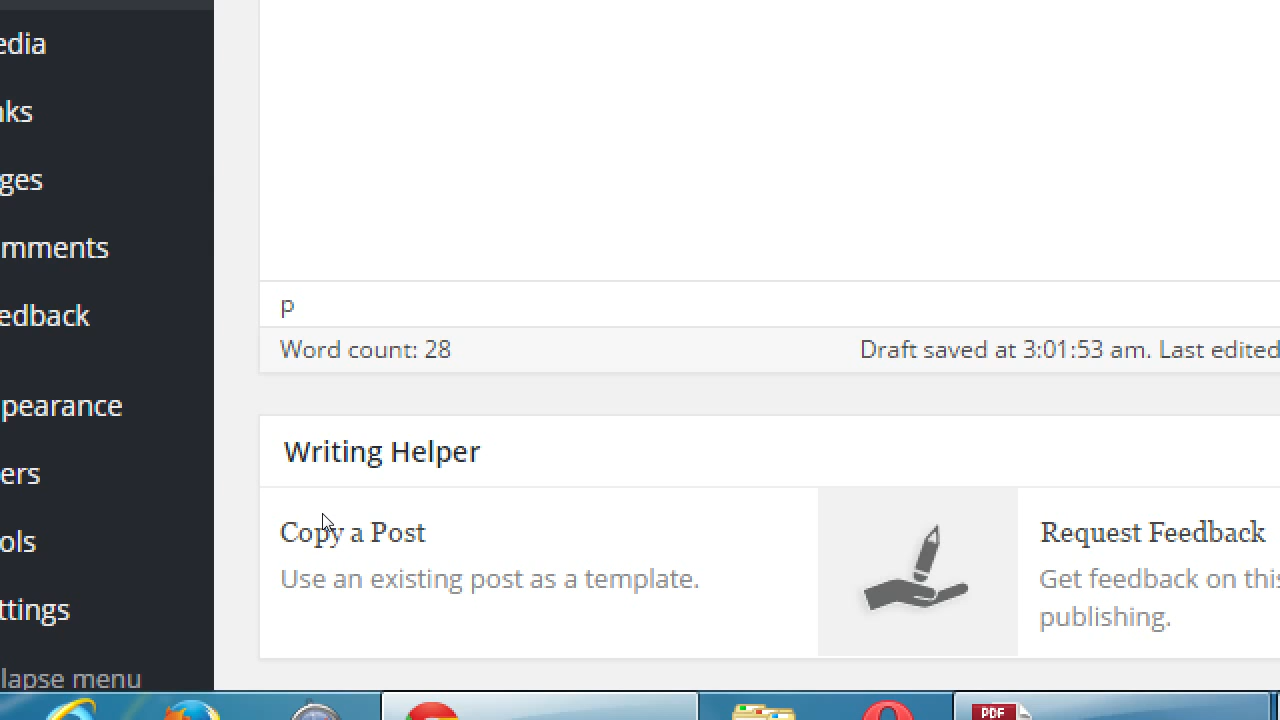 edia
nks
ges
mments
edback
pearance
ers
ols
ttings
lapse menu
p
Word count: 28
Draft saved at 3:01:53 am. Last edited
Writing Helper
Copy a Post
Use an existing post as a template.
Request Feedback
Get feedback on this
publishing.
PDF